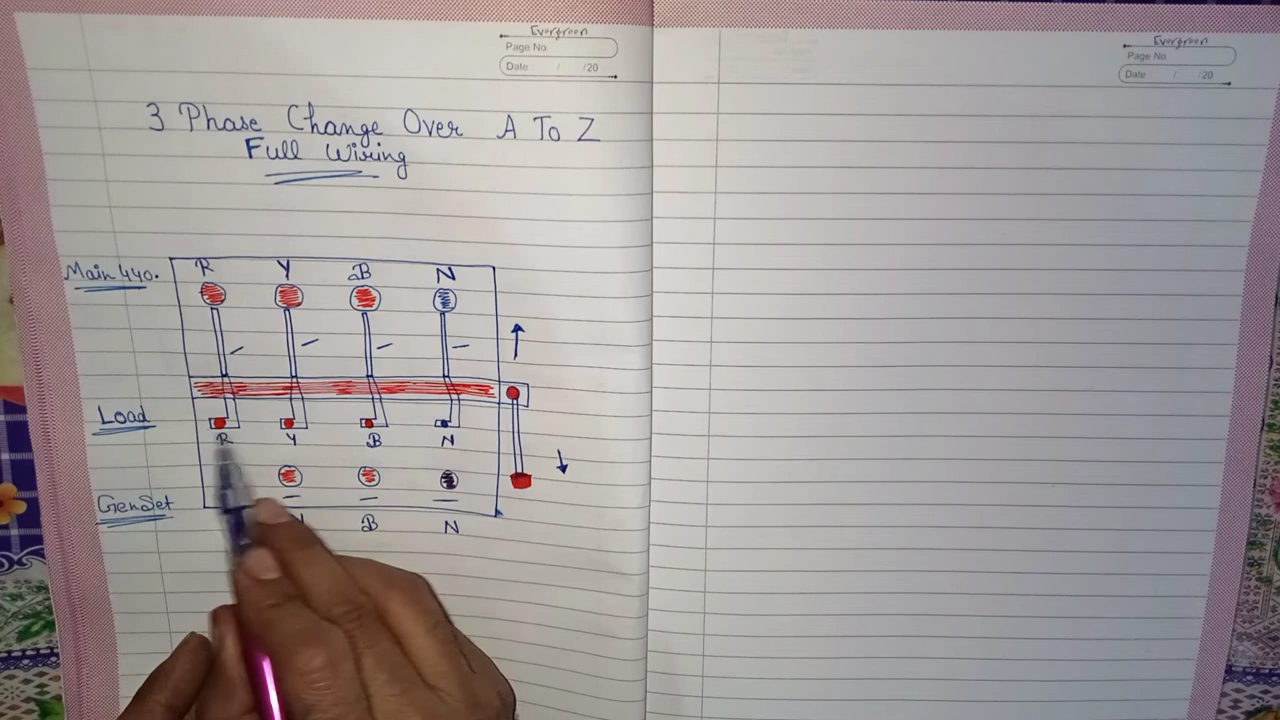 Evergreen
Page No.
Date / /20
Evergreen
Page No.
Date / /20
3 Phase Change Over A To Z
Full Wiring
Main 440.
R Y B N
Load
R Y B N
GenSet
B N